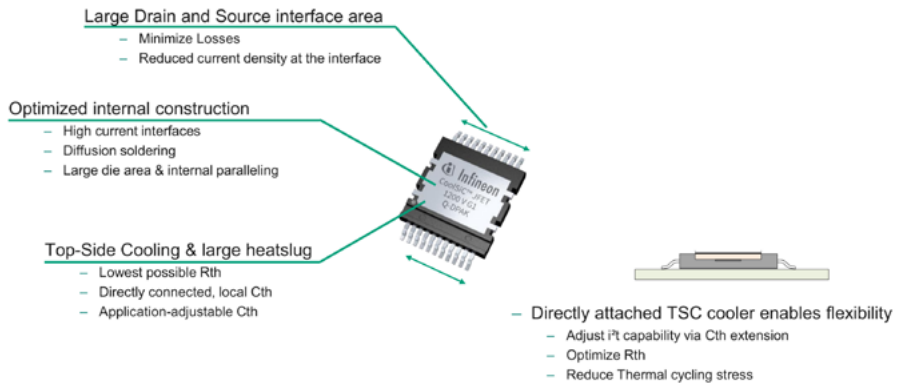 Large Drain and Source interface area
– Minimize Losses
– Reduced current density at the interface
Optimized internal construction
– High current interfaces
– Diffusion soldering
– Large die area & internal paralleling
Infineon
CoolSiC™ JFET
1200 V G1
Q-DPAK
Top-Side Cooling & large heatslug
– Lowest possible Rth
– Directly connected, local Cth
– Application-adjustable Cth
– Directly attached TSC cooler enables flexibility
– Adjust i²t capability via Cth extension
– Optimize Rth
– Reduce Thermal cycling stress